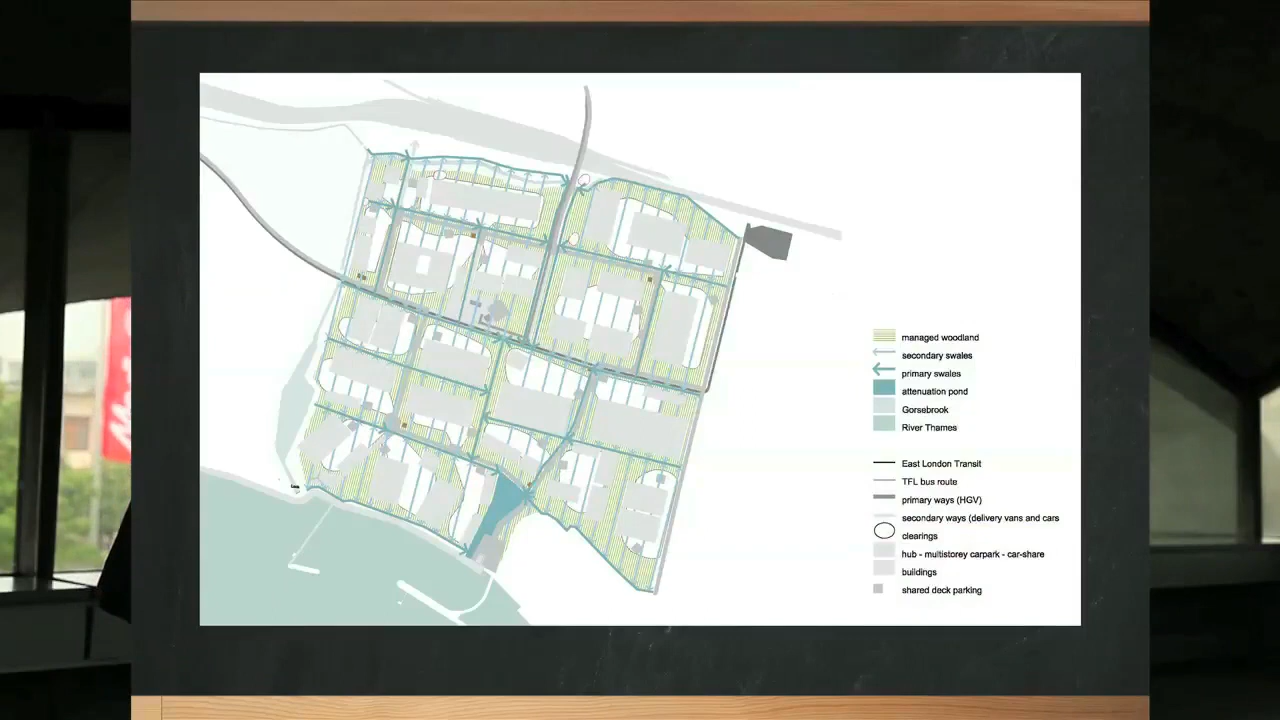 managed woodland
secondary swales
primary swales
attenuation pond
Gorsebrook
River Thames
East London Transit
TFL bus route
primary ways (HGV)
secondary ways (delivery vans and cars
clearings
hub - multistorey carpark - car-share
buildings
shared deck parking